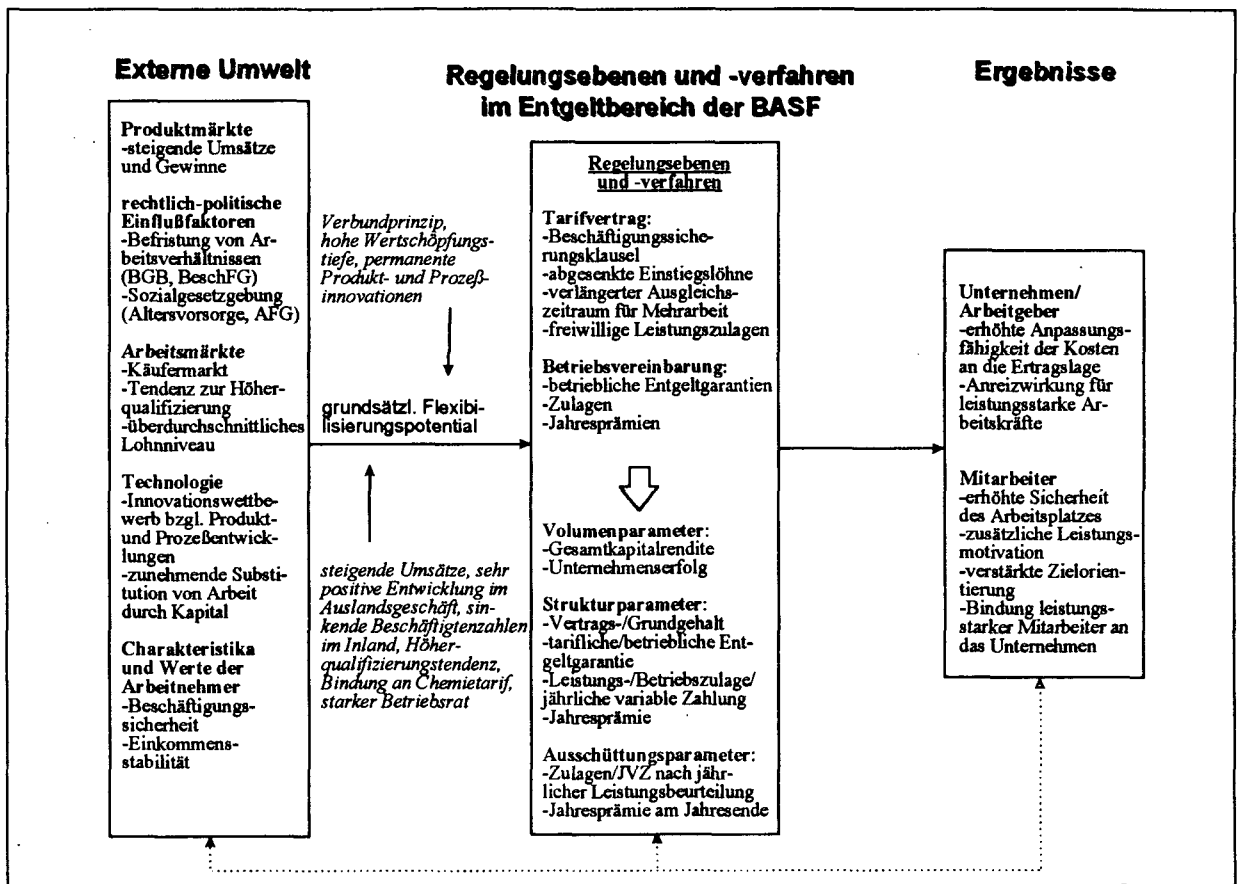 Externe Umwelt
Produktmärkte
-steigende Umsätze
und Gewinne
rechtlich-politische
Einflußfaktoren
-Befristung von Ar-
beitsverhältnissen
(BGB, BeschFG)
-Sozialgesetzgebung
(Altersvorsorge, AFG)
Arbeitsmärkte
-Käufermarkt
-Tendenz zur Höher-
qualifizierung
-überdurchschnittliches
Lohnniveau
Technologie
-Innovationswettbe-
werb bzgl. Produkt-
und Prozeßentwick-
lungen
-zunehmende Substi-
tution von Arbeit
durch Kapital
Charakteristika
und Werte der
Arbeitnehmer
-Beschäftigungs-
sicherheit
-Einkommens-
stabilität
Verbundprinzip,
hohe Wertschöpfungs-
tiefe, permanente
Produkt- und Prozeß-
innovationen
grundsätzl. Flexibi-
lisierungspotential
steigende Umsätze, sehr
positive Entwicklung im
Auslandsgeschäft, sin-
kende Beschäftigtenzahlen
im Inland, Höher-
qualifizierungstendenz,
Bindung an Chemietarif,
starker Betriebsrat
Regelungsebenen und -verfahren
im Entgeltbereich der BASF
Regelungsebenen
und -verfahren
Tarifvertrag:
-Beschäftigungssiche-
rungsklausel
-abgesenkte Einstiegslöhne
-verlängerter Ausgleichs-
zeitraum für Mehrarbeit
-freiwillige Leistungszulagen
Betriebsvereinbarung:
-betriebliche Entgeltgarantien
-Zulagen
-Jahresprämien
Volumenparameter:
-Gesamtkapitalrendite
-Unternehmenserfolg
Strukturparameter:
-Vertrags-/Grundgehalt
-tarifliche/betriebliche Ent-
geltgarantie
-Leistungs-/Betriebszulage/
jährliche variable Zahlung
-Jahresprämie
Ausschüttungsparameter:
-Zulagen/JVZ nach jähr-
licher Leistungsbeurteilung
-Jahresprämie am Jahresende
Ergebnisse
Unternehmen/
Arbeitgeber
-erhöhte Anpassungs-
fähigkeit der Kosten
an die Ertragslage
-Anreizwirkung für
leistungsstarke Ar-
beitskräfte
Mitarbeiter
-erhöhte Sicherheit
des Arbeitsplatzes
-zusätzliche Leistungs-
motivation
-verstärkte Zielorien-
tierung
-Bindung leistungs-
starker Mitarbeiter an
das Unternehmen